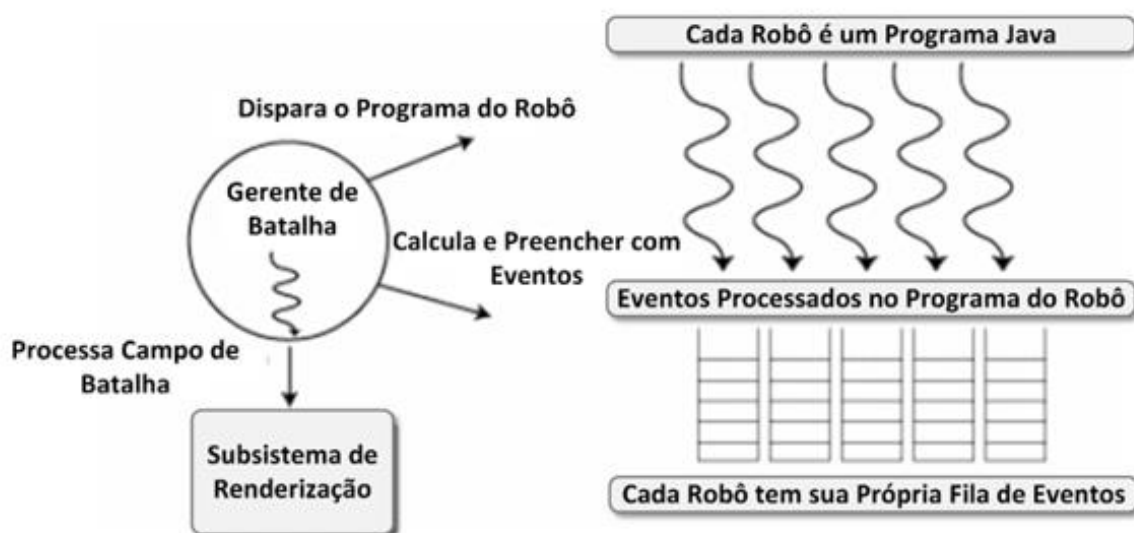 Cada Robô é um Programa Java
Dispara o Programa do Robô
Gerente de
Batalha
Calcula e Preencher com
Eventos
Eventos Processados no Programa do Robô
Processa Campo de
Batalha
Subsistema de
Renderização
Cada Robô tem sua Própria Fila de Eventos